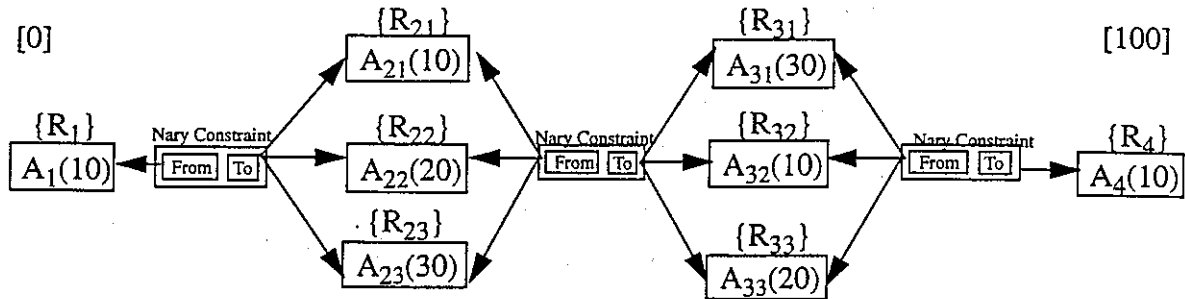 [0]
[100]
{R1}
A1(10)
Nary Constraint
From To
{R21}
A21(10)
{R22}
A22(20)
{R23}
A23(30)
Nary Constraint
From To
{R31}
A31(30)
{R32}
A32(10)
{R33}
A33(20)
Nary Constraint
From To
{R4}
A4(10)